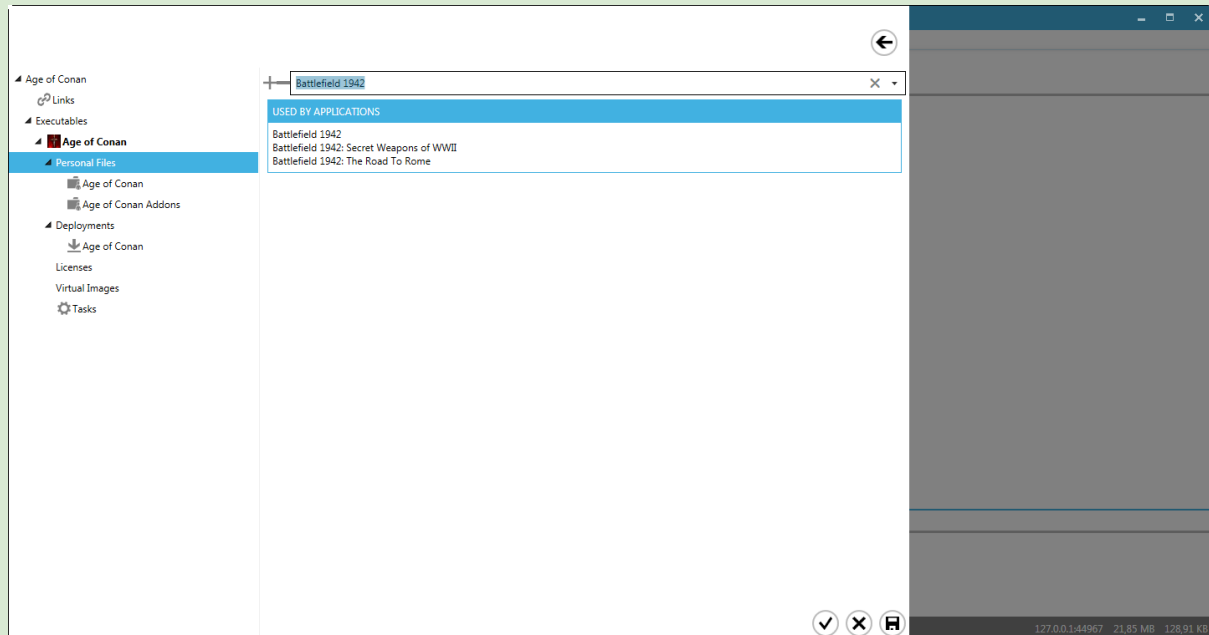 Age of Conan
Links
Executables
Age of Conan
Personal Files
Age of Conan
Age of Conan Addons
Deployments
Age of Conan
Licenses
Virtual Images
Tasks
Battlefield 1942
USED BY APPLICATIONS
Battlefield 1942
Battlefield 1942: Secret Weapons of WWII
Battlefield 1942: The Road To Rome
127.0.0.1:44967 21,85 MB 128,91 KB